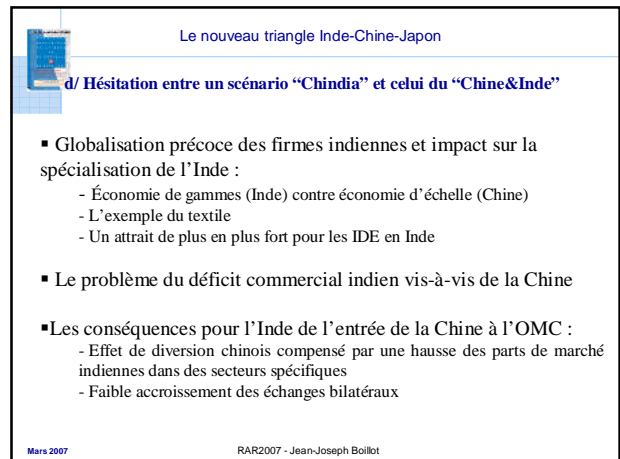 Le nouveau triangle Inde-Chine-Japon
d/ Hésitation entre un scénario “Chindia” et celui du “Chine&Inde”
▪ Globalisation précoce des firmes indiennes et impact sur la
spécialisation de l’Inde :
- Économie de gammes (Inde) contre économie d’échelle (Chine)
- L’exemple du textile
- Un attrait de plus en plus fort pour les IDE en Inde
▪ Le problème du déficit commercial indien vis-à-vis de la Chine
▪Les conséquences pour l’Inde de l’entrée de la Chine à l’OMC :
- Effet de diversion chinois compensé par une hausse des parts de marché
indiennes dans des secteurs spécifiques
- Faible accroissement des échanges bilatéraux
Mars 2007
RAR2007 - Jean-Joseph Boillot